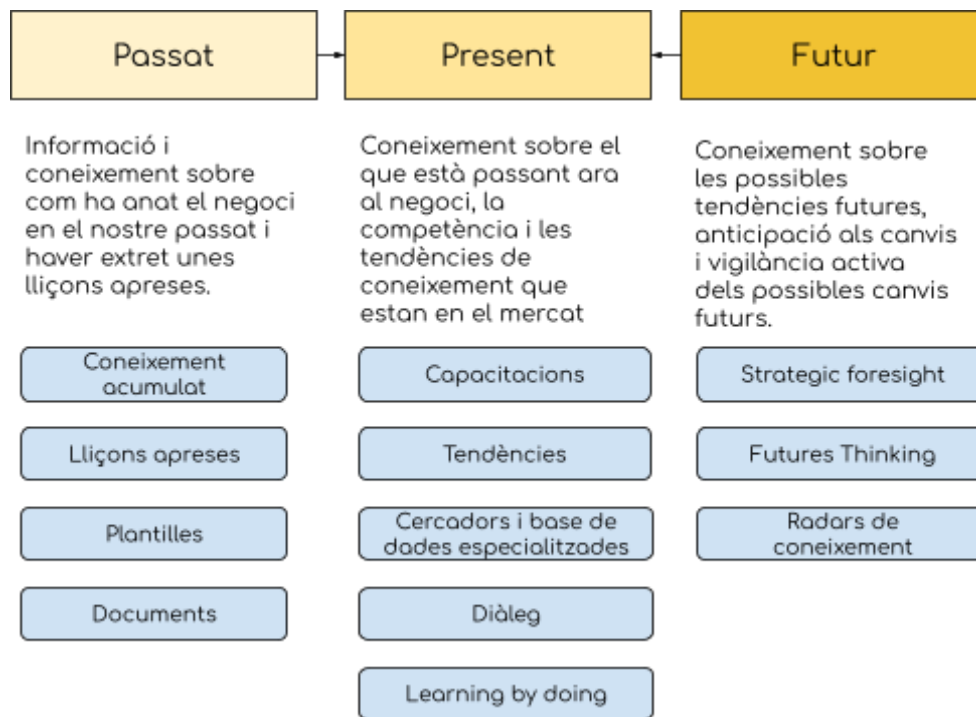 Passat
Present
Futur
Informació i
coneixement sobre
com ha anat el negoci
en el nostre passat i
haver extret unes
lliçons apreses.
Coneixement acumulat
acumulat
Lliçons apreses
Plantilles
Documents
Coneixement sobre el
que està passant ara
al negoci, la
competència i les
tendències de
coneixement que
estan en el mercat
Capacitacions
Tendències
Cercadors i base de
dades especialitzades
Diàleg
Learning by doing
Coneixement sobre
les possibles
tendències futures,
anticipació als canvis
i vigilància activa
dels possibles canvis
futurs.
Strategic foresight
Futures Thinking
Radars de
coneixement